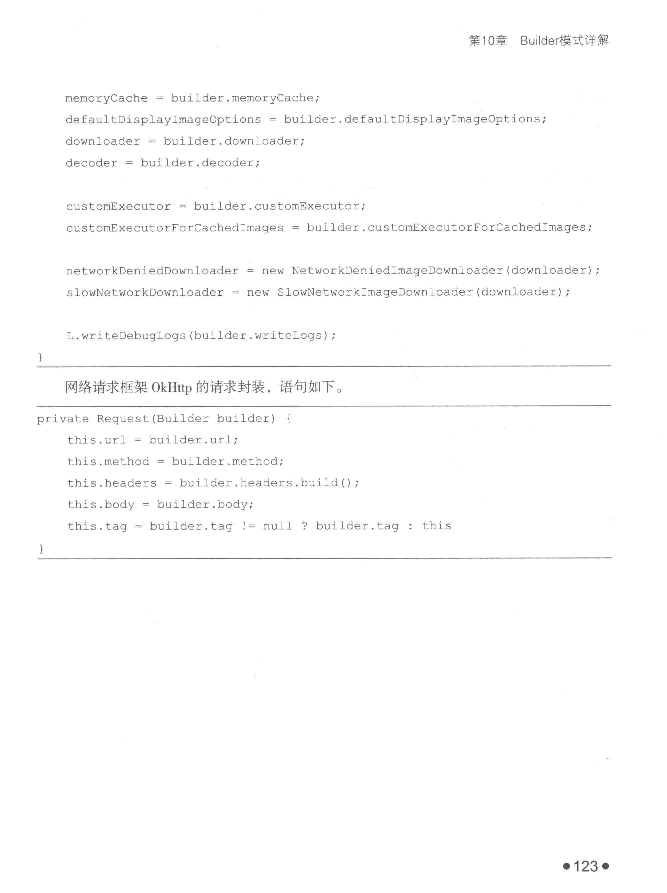 第10章 Builder模式详解
memoryCache = builder.memoryCache;
defaultDisplayImageOptions = builder.defaultDisplayImageOptions;
downloader = builder.downloader;
decoder = builder.decoder;
customExecutor = builder.customExecutor;
customExecutorForCachedImages = builder.customExecutorForCachedImages;
networkDeniedDownloader = new NetworkDeniedImageDownloader(downloader);
slowNetworkDownloader = new SlowNetworkImageDownloader(downloader);
L.writeDebugLogs(builder.writeLogs);
}
网络请求框架 OkHttp 的请求封装，语句如下。
private Request(Builder builder) {
this.url = builder.url;
this.method = builder.method;
this.headers = builder.headers.build();
this.body = builder.body;
this.tag = builder.tag != null ? builder.tag : this
}
●123●